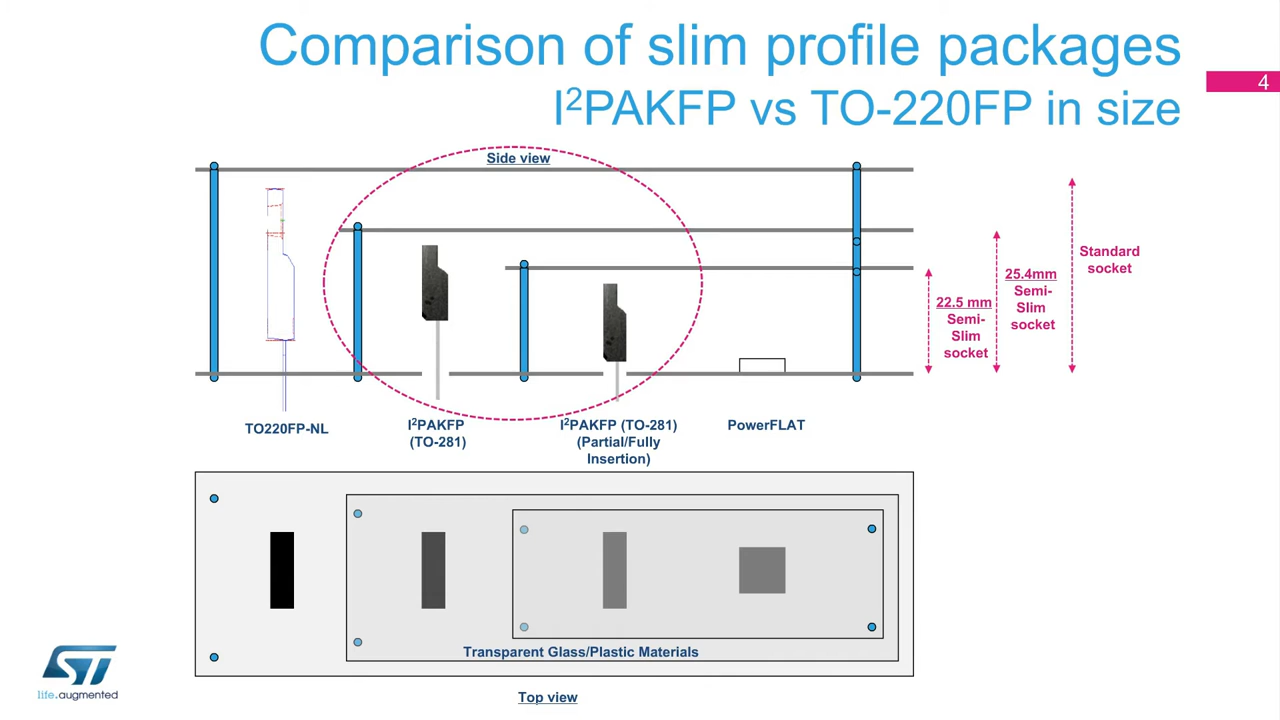 Comparison of slim profile packages
I²PAKFP vs TO-220FP in size
4
Side view
Standard
socket
25.4mm
Semi-
Slim
socket
22.5 mm
Semi-
Slim
socket
TO220FP-NL
I²PAKFP
(TO-281)
I²PAKFP (TO-281)
(Partial/Fully
Insertion)
PowerFLAT
Transparent Glass/Plastic Materials
Top view
ST
life.augmented